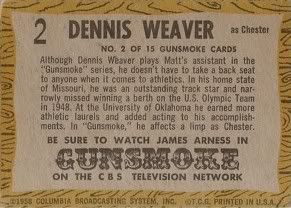 2 DENNIS WEAVER as Chester
NO. 2 OF 15 GUNSMOKE CARDS
Although Dennis Weaver plays Matt's assistant in the
"Gunsmoke" series, he doesn't have to take a back seat
to anyone when it comes to athletics. In his home state of
Missouri, he was an outstanding track star and nar-
rowly missed winning a berth on the U.S. Olympic Team
in 1948. At the University of Oklahoma he earned more
athletic laurels and added acting to his accomplish-
ments. In "Gunsmoke," he affects a limp as Chester.
BE SURE TO WATCH JAMES ARNESS IN
GUNSMOKE
ON THE CBS TELEVISION NETWORK
©1958 COLUMBIA BROADCASTING SYSTEM, INC. ©T.C.G. PRINTED IN U.S.A.